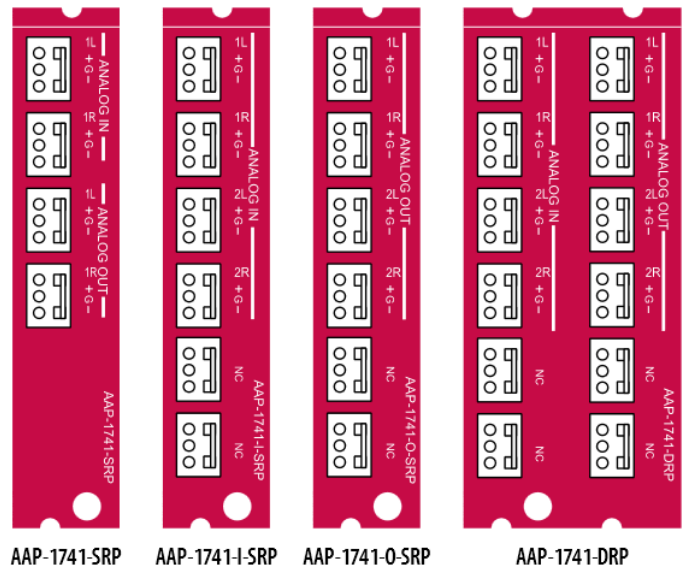 1L
+ G -
ANALOG IN
1R
+ G -
1L
+ G -
ANALOG OUT
1R
+ G -
AAP-1741-SRP
1L
+ G -
1R
+ G -
ANALOG IN
2L
+ G -
2R
+ G -
NC
NC
AAP-1741-I-SRP
1L
+ G -
1R
+ G -
ANALOG OUT
2L
+ G -
2R
+ G -
NC
NC
AAP-1741-O-SRP
1L
+ G -
1R
+ G -
ANALOG IN
2L
+ G -
2R
+ G -
NC
NC
1L
+ G -
1R
+ G -
ANALOG OUT
2L
+ G -
2R
+ G -
NC
NC
AAP-1741-DRP
AAP-1741-SRP
AAP-1741-I-SRP
AAP-1741-O-SRP
AAP-1741-DRP